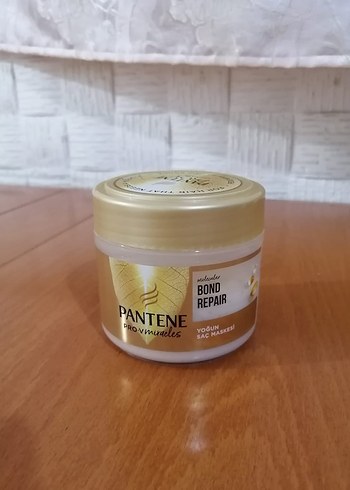 molecular
BOND
REPAIR
PANTENE
PRO-V miracles
YOĞUN
SAÇ MASKESİ